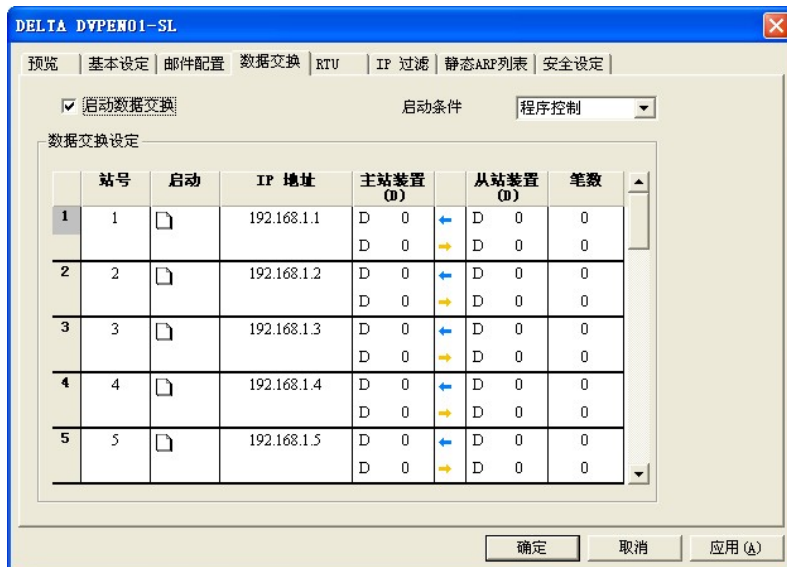 DELTA DVPEN01-SL
预览 基本设定 邮件配置 数据交换 RTU IP 过滤 静态ARP列表 安全设定
启动数据交换 启动条件 程序控制
数据交换设定
站号 启动 IP 地址 主站装置 (D) 从站装置 (D) 笔数
1 1 192.168.1.1 D 0 D 0 0
D 0 D 0 0
2 2 192.168.1.2 D 0 D 0 0
D 0 D 0 0
3 3 192.168.1.3 D 0 D 0 0
D 0 D 0 0
4 4 192.168.1.4 D 0 D 0 0
D 0 D 0 0
5 5 192.168.1.5 D 0 D 0 0
D 0 D 0 0
确定 取消 应用(A)